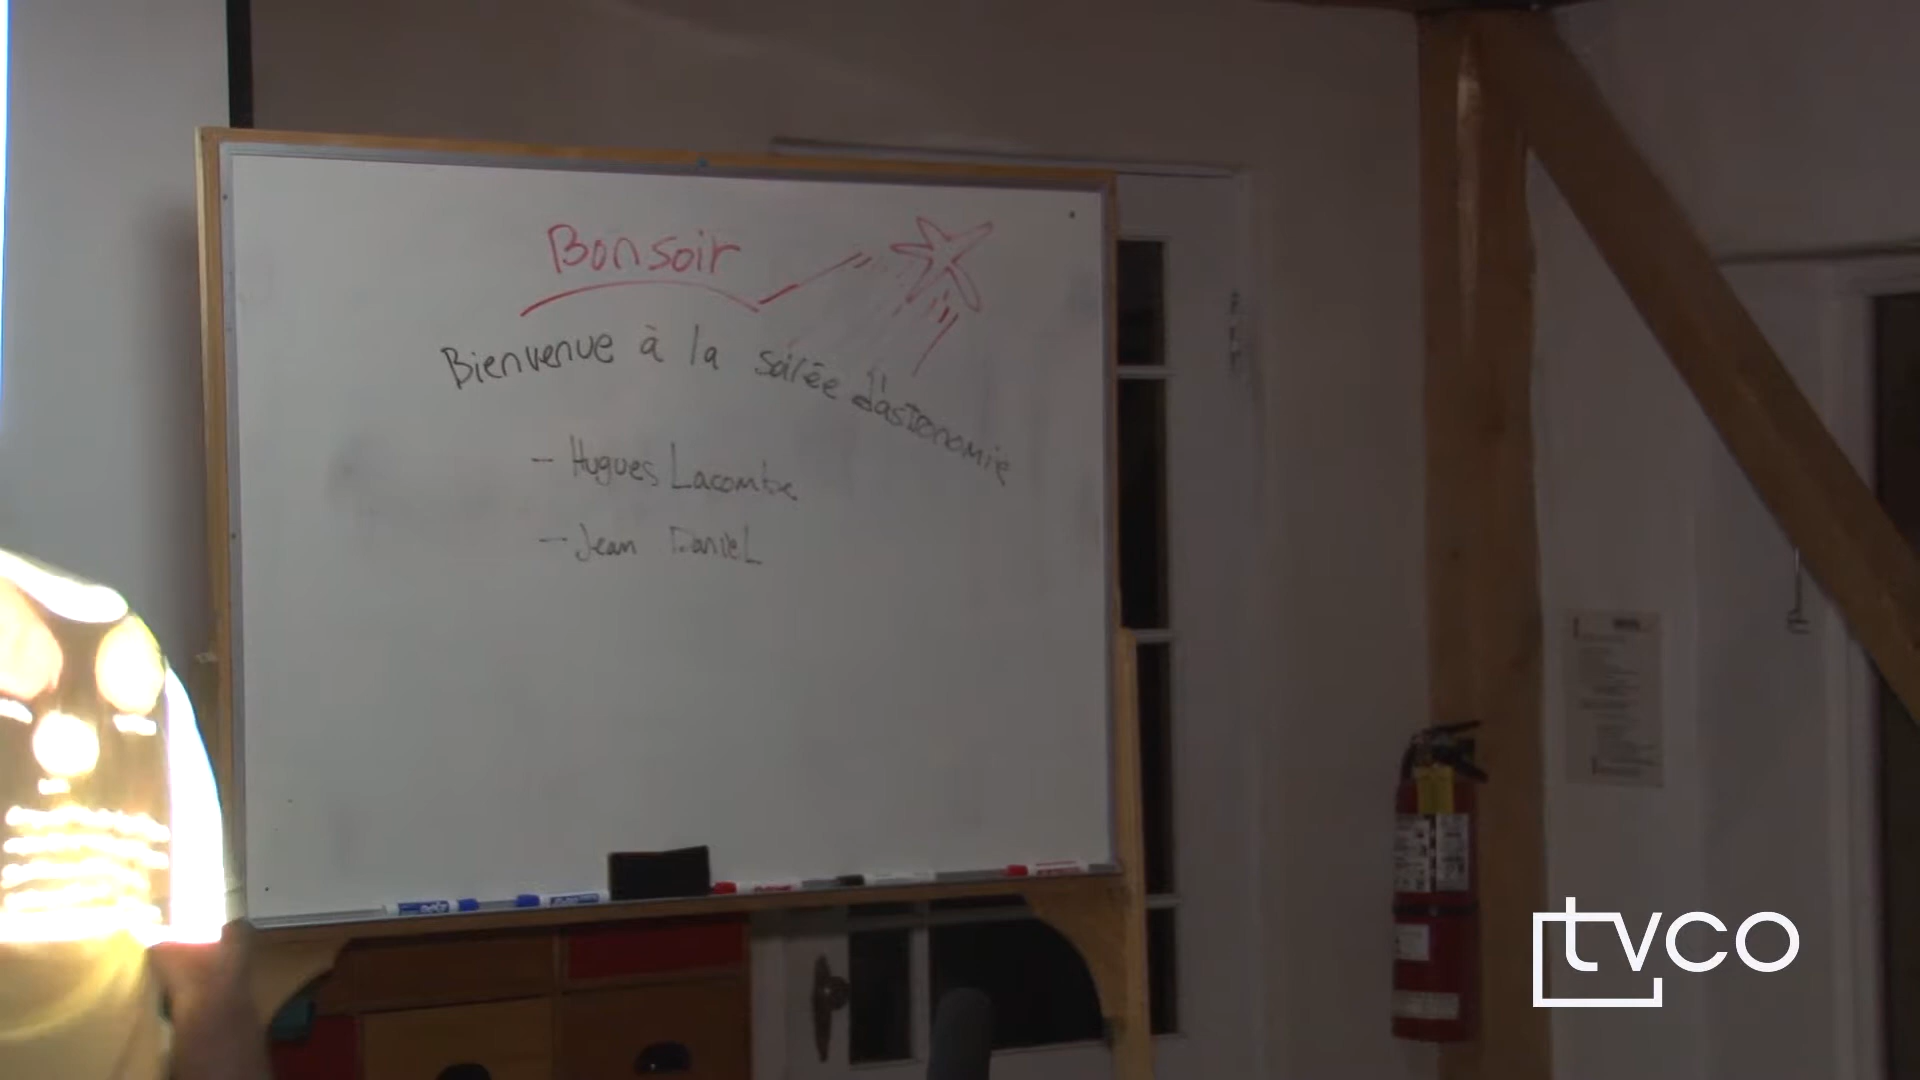 Bonsoir
Bienvenue à la soirée d'astronomie
- Hugues Lacombe
- Jean Daniel
tvco